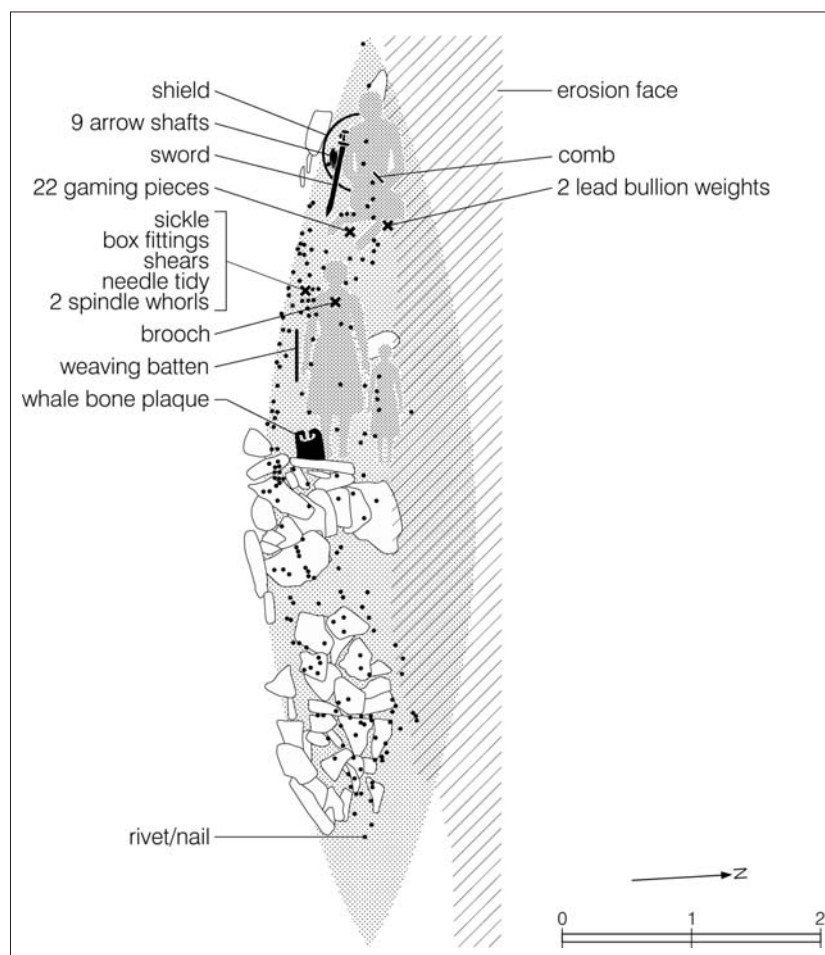 shield
9 arrow shafts
sword
22 gaming pieces
sickle
box fittings
shears
needle tidy
2 spindle whorls
brooch
weaving batten
whale bone plaque
rivet/nail
erosion face
comb
2 lead bullion weights
N
0 1 2